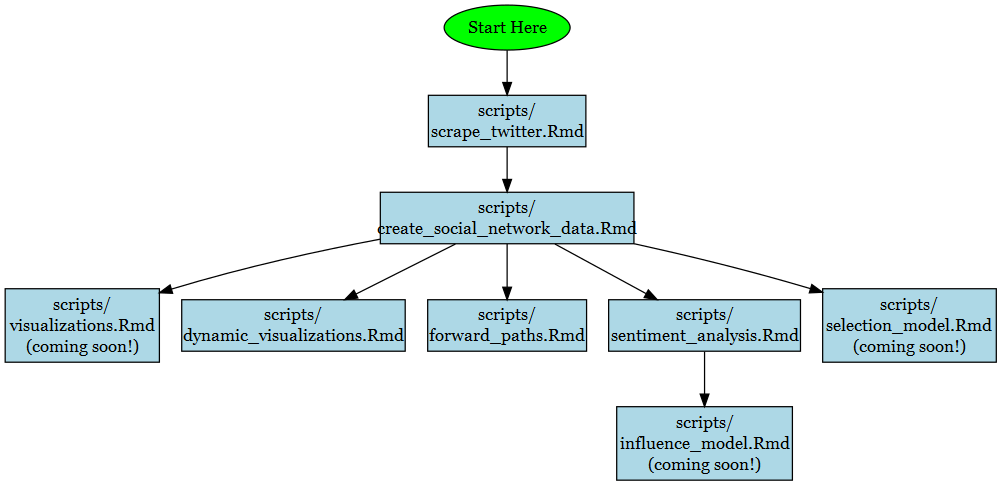 Start Here
scripts/
scrape_twitter.Rmd
scripts/
create_social_network_data.Rmd
scripts/
visualizations.Rmd
(coming soon!)
scripts/
dynamic_visualizations.Rmd
scripts/
forward_paths.Rmd
scripts/
sentiment_analysis.Rmd
scripts/
selection_model.Rmd
(coming soon!)
scripts/
influence_model.Rmd
(coming soon!)